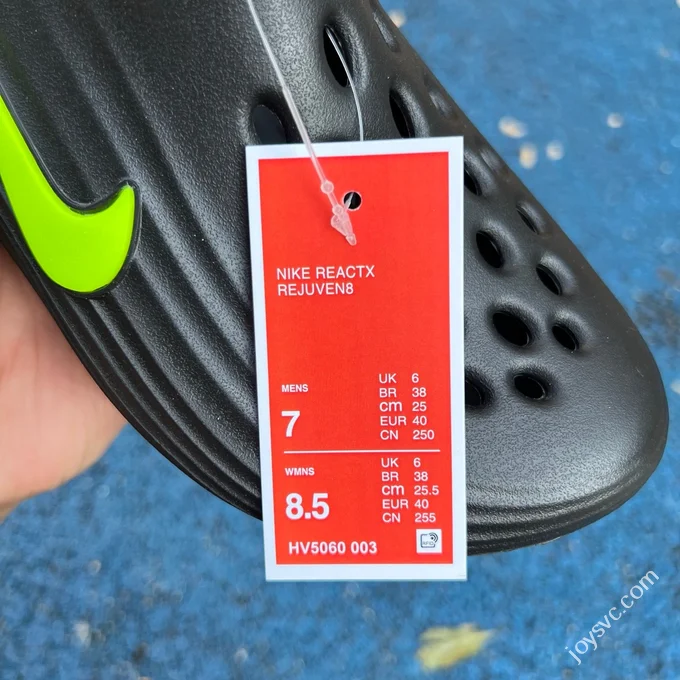 NIKE REACTX
REJUVEN8
MENS
7
UK 6
BR 38
cm 25
EUR 40
CN 250
WMNS
8.5
UK 6
BR 38
cm 25.5
EUR 40
CN 255
HV5060 003
RFID
joysvc.com